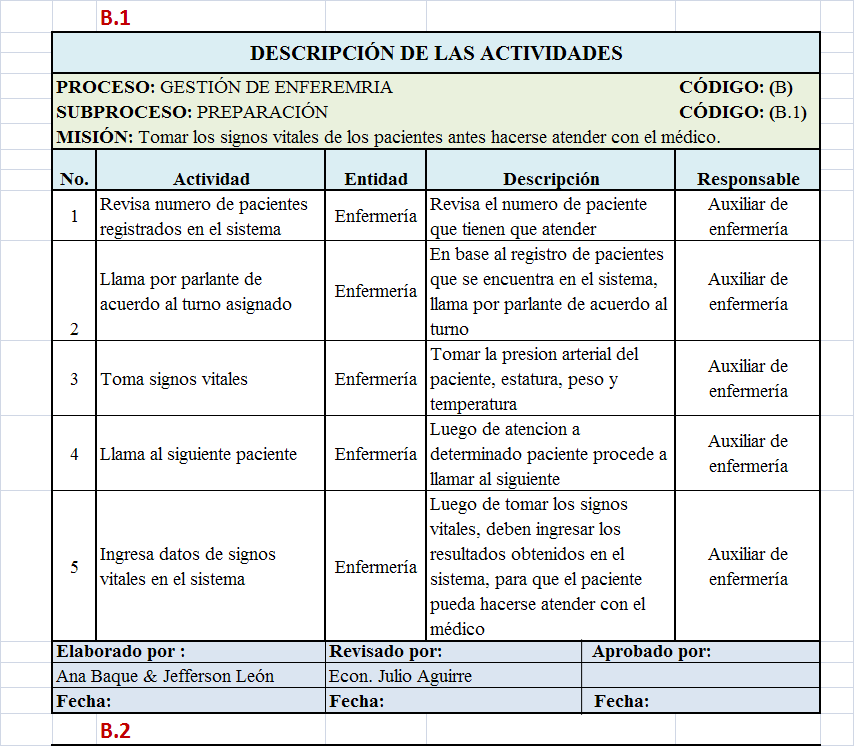 B.1
DESCRIPCIÓN DE LAS ACTIVIDADES
PROCESO: GESTIÓN DE ENFEREMRIA CÓDIGO: (B)
SUBPROCESO: PREPARACIÓN CÓDIGO: (B.1)
MISIÓN: Tomar los signos vitales de los pacientes antes hacerse atender con el médico.
No. Actividad Entidad Descripción Responsable
1
Revisa numero de pacientes
registrados en el sistema
Enfermería
Revisa el numero de paciente
que tienen que atender
Auxiliar de
enfermería
2
Llama por parlante de
acuerdo al turno asignado
Enfermería
En base al registro de pacientes
que se encuentra en el sistema,
llama por parlante de acuerdo al
turno
Auxiliar de
enfermería
3
Toma signos vitales
Enfermería
Tomar la presion arterial del
paciente, estatura, peso y
temperatura
Auxiliar de
enfermería
4
Llama al siguiente paciente
Enfermería
Luego de atencion a
determinado paciente procede a
llamar al siguiente
Auxiliar de
enfermería
5
Ingresa datos de signos
vitales en el sistema
Enfermería
Luego de tomar los signos
vitales, deben ingresar los
resultados obtenidos en el
sistema, para que el paciente
pueda hacerse atender con el
médico
Auxiliar de
enfermería
Elaborado por : Revisado por: Aprobado por:
Ana Baque & Jefferson León Econ. Julio Aguirre
Fecha: Fecha: Fecha:
B.2